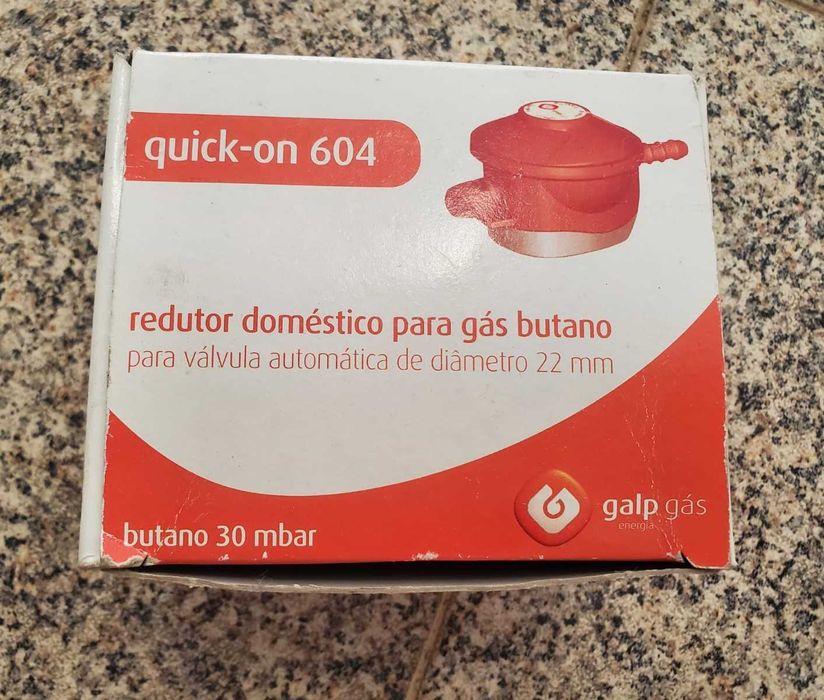 quick-on 604
redutor doméstico para gás butano
para válvula automática de diâmetro 22 mm
butano 30 mbar
galp gás
energia